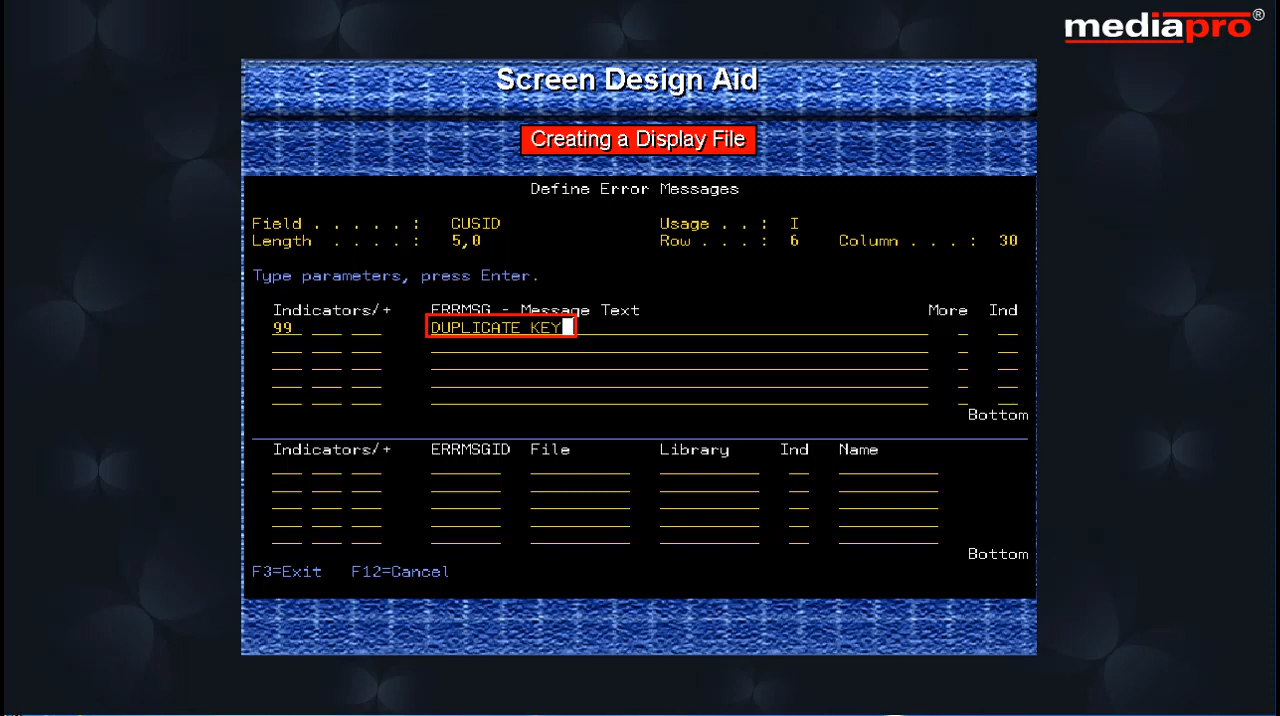 mediapro®
Screen Design Aid
Creating a Display File
Define Error Messages
Field . . . . . : CUSID Usage . . : I
Length . . . . : 5,0 Row . . . : 6 Column . . . : 30
Type parameters, press Enter.
Indicators/+ ERRMSG - Message Text More Ind
99 DUPLICATE KEY
Bottom
Indicators/+ ERRMSGID File Library Ind Name
Bottom
F3=Exit F12=Cancel